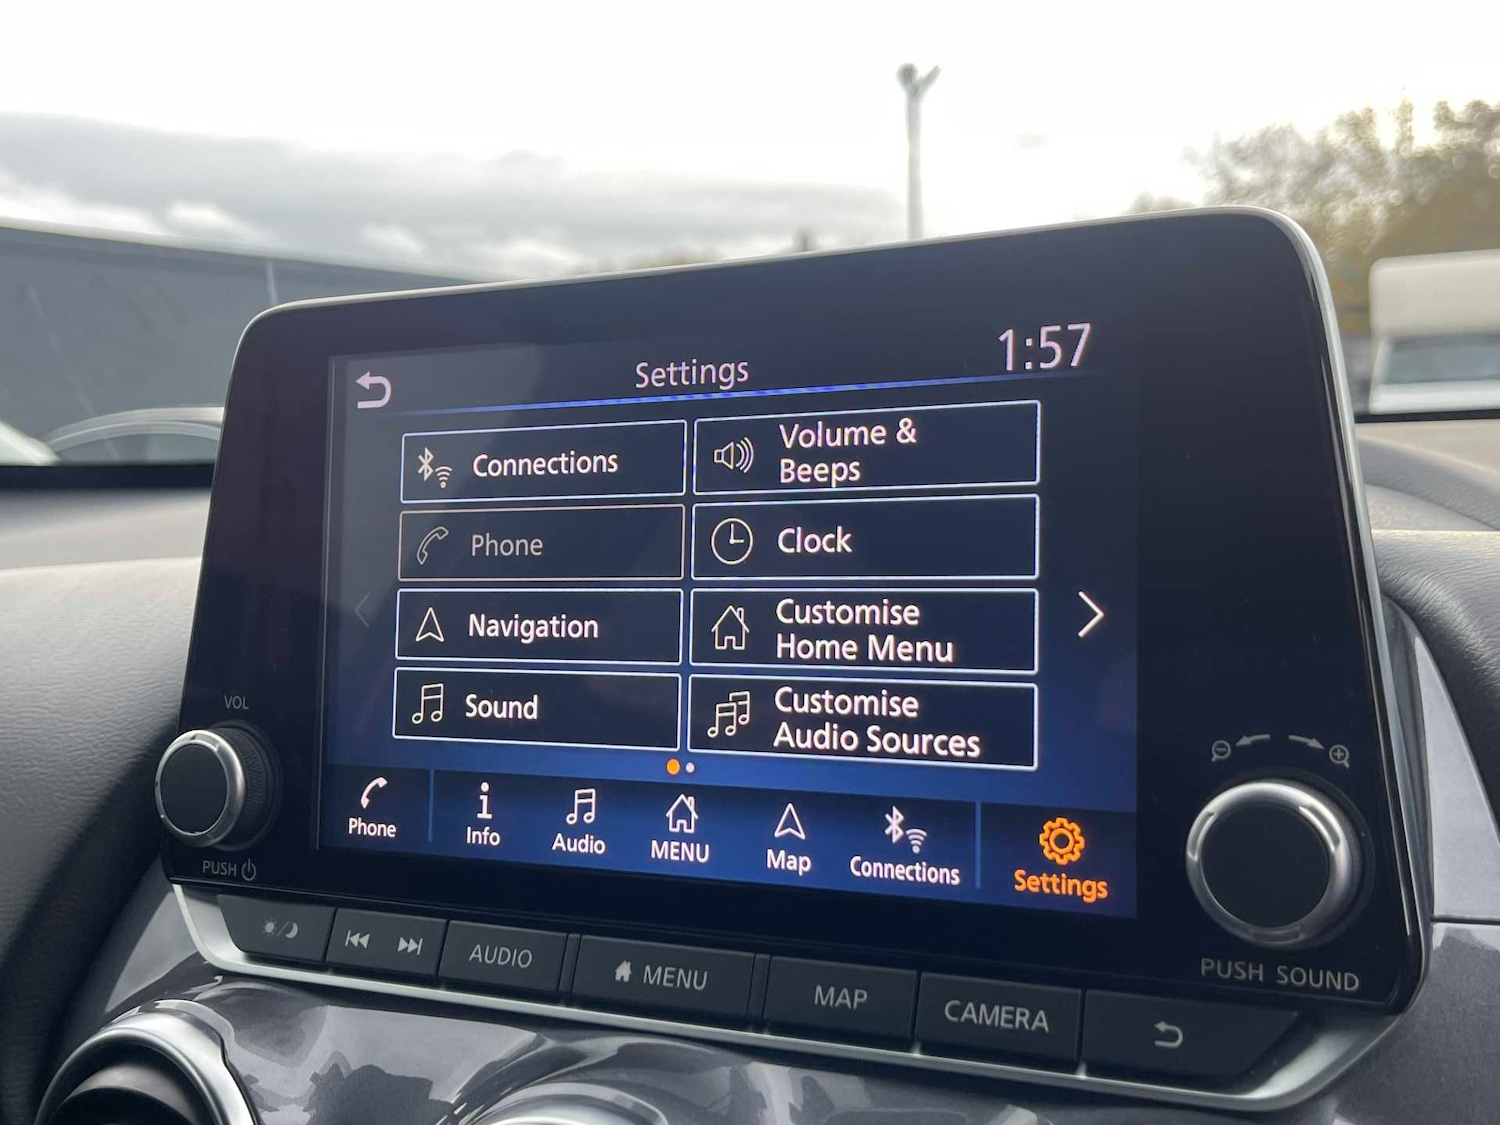 Settings
1:57
Connections
Volume &
Beeps
Phone
Clock
Navigation
Customise
Home Menu
Sound
Customise
Audio Sources
Phone
Info
Audio
MENU
Map
Connections
Settings
VOL
PUSH
AUDIO
MENU
MAP
CAMERA
PUSH SOUND